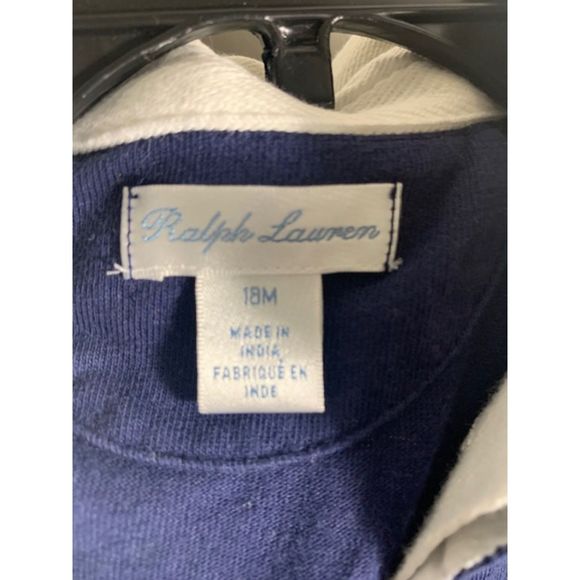 Ralph Lauren
18M
MADE IN
INDIA
FABRIQUÉ EN
INDE